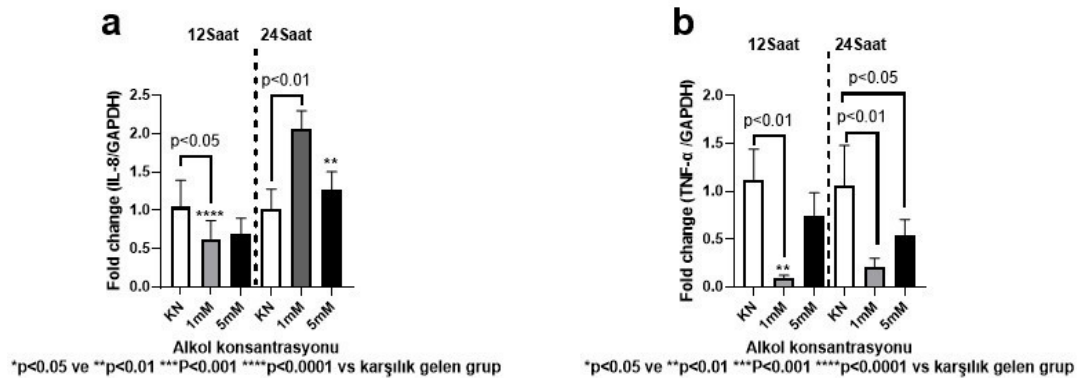 a
12Saat 24Saat
p<0.01
p<0.05
****
**
Fold change (IL-8/GAPDH)
2.5
2.0
1.5
1.0
0.5
0.0
KN 1mM 5mM KN 1mM 5mM
Alkol konsantrasyonu
*p<0.05 ve **p<0.01 ***P<0.001 ****p<0.0001 vs karşılık gelen grup
b
12Saat 24Saat
p<0.05
p<0.01 p<0.01
**
Fold change (TNF-α /GAPDH)
2.0
1.5
1.0
0.5
0.0
KN 1mM 5mM KN 1mM 5mM
Alkol konsantrasyonu
*p<0.05 ve **p<0.01 ***P<0.001 ****p<0.0001 vs karşılık gelen grup